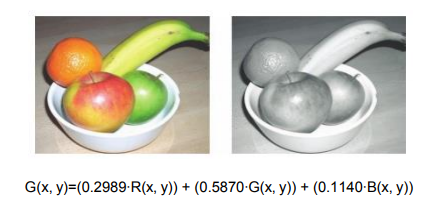 G(x, y)=(0.2989·R(x, y)) + (0.5870·G(x, y)) + (0.1140·B(x, y))